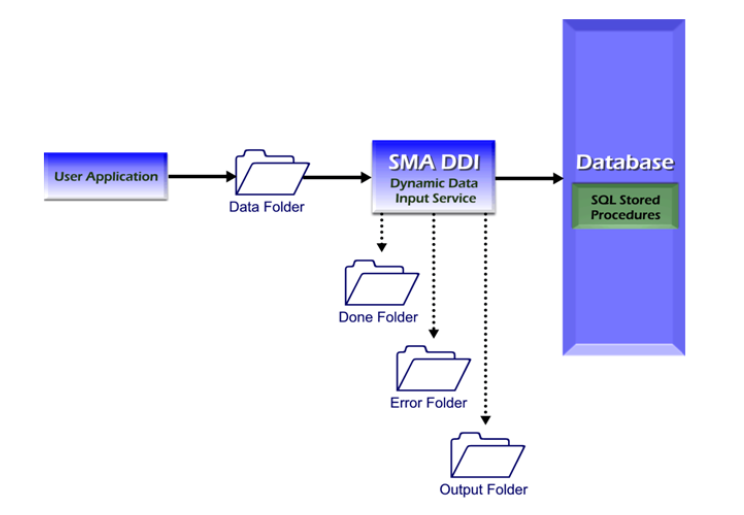 User Application
Data Folder
SMA DDI
Dynamic Data
Input Service
Database
SQL Stored
Procedures
Done Folder
Error Folder
Output Folder